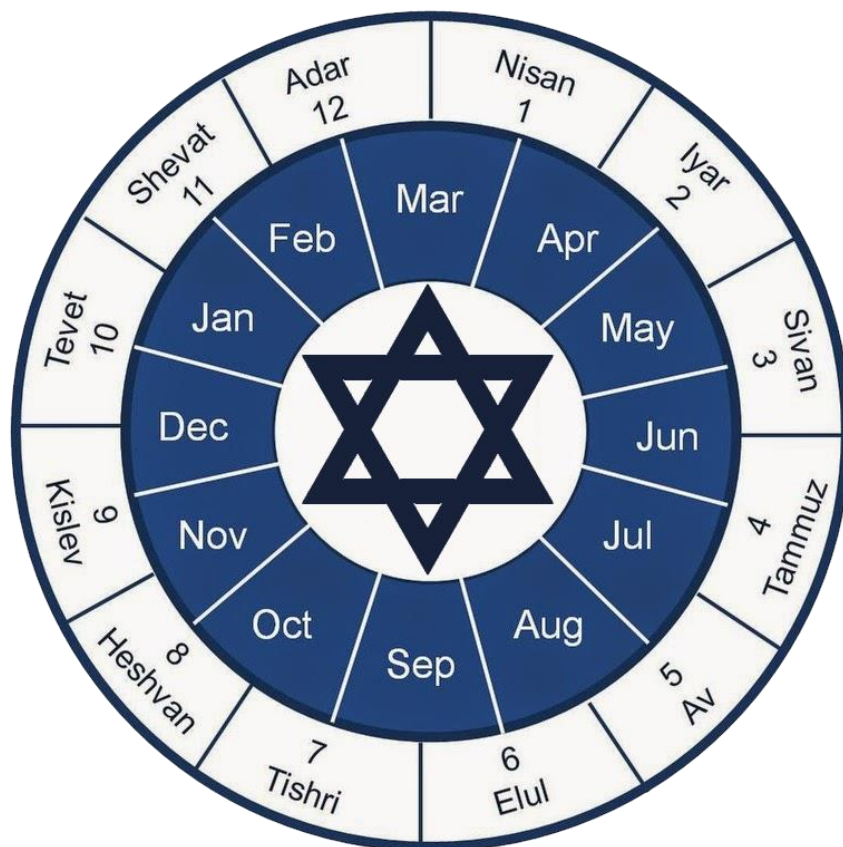 Nisan
1
Iyar
2
Sivan
3
4
Tammuz
5
Av
6
Elul
7
Tishri
8
Heshvan
9
Kislev
Tevet
10
Shevat
11
Adar
12
Mar
Apr
May
Jun
Jul
Aug
Sep
Oct
Nov
Dec
Jan
Feb